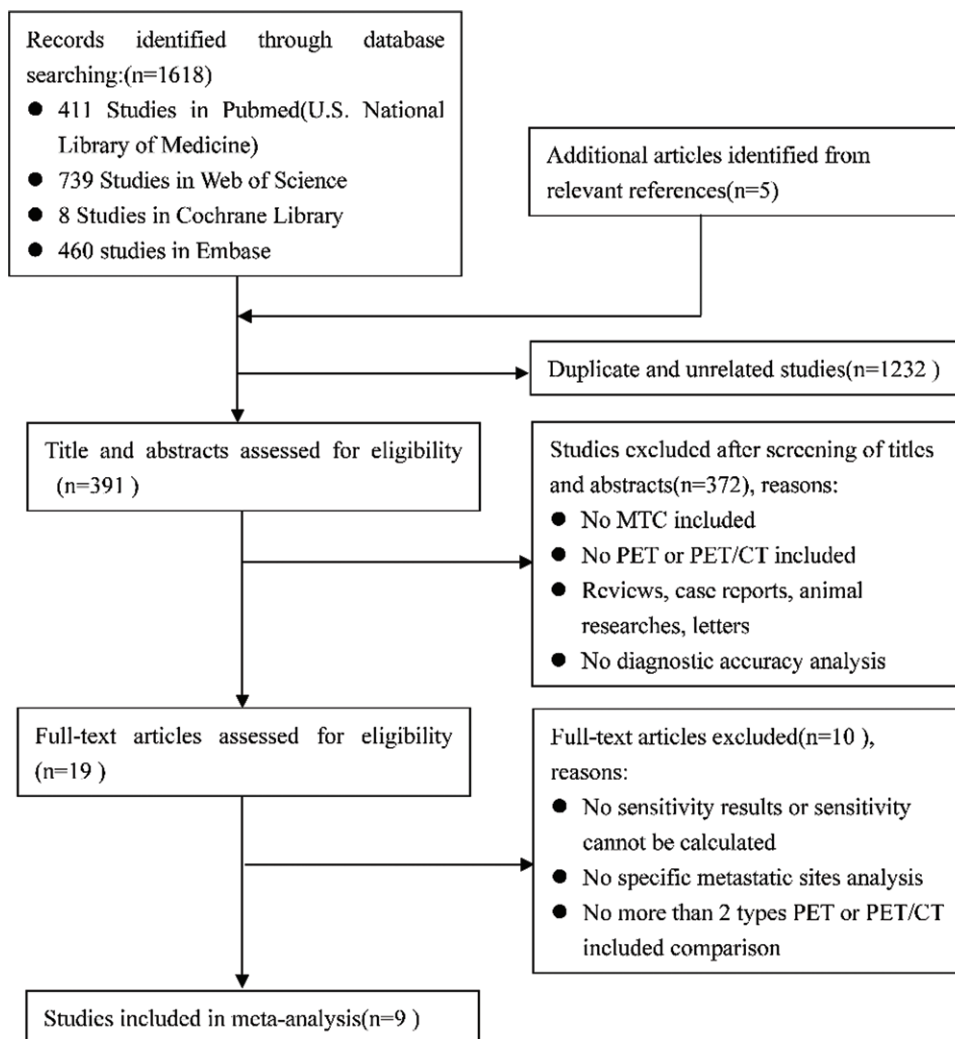 Records identified through database
searching:(n=1618)
● 411 Studies in Pubmed(U.S. National
Library of Medicine)
● 739 Studies in Web of Science
● 8 Studies in Cochrane Library
● 460 studies in Embase
Additional articles identified from
relevant references(n=5)
Duplicate and unrelated studies(n=1232 )
Title and abstracts assessed for eligibility
(n=391 )
Studies excluded after screening of titles
and abstracts(n=372), reasons:
● No MTC included
● No PET or PET/CT included
● Reviews, case reports, animal
researches, letters
● No diagnostic accuracy analysis
Full-text articles assessed for eligibility
(n=19 )
Full-text articles excluded(n=10 ),
reasons:
● No sensitivity results or sensitivity
cannot be calculated
● No specific metastatic sites analysis
● No more than 2 types PET or PET/CT
included comparison
Studies included in meta-analysis(n=9 )